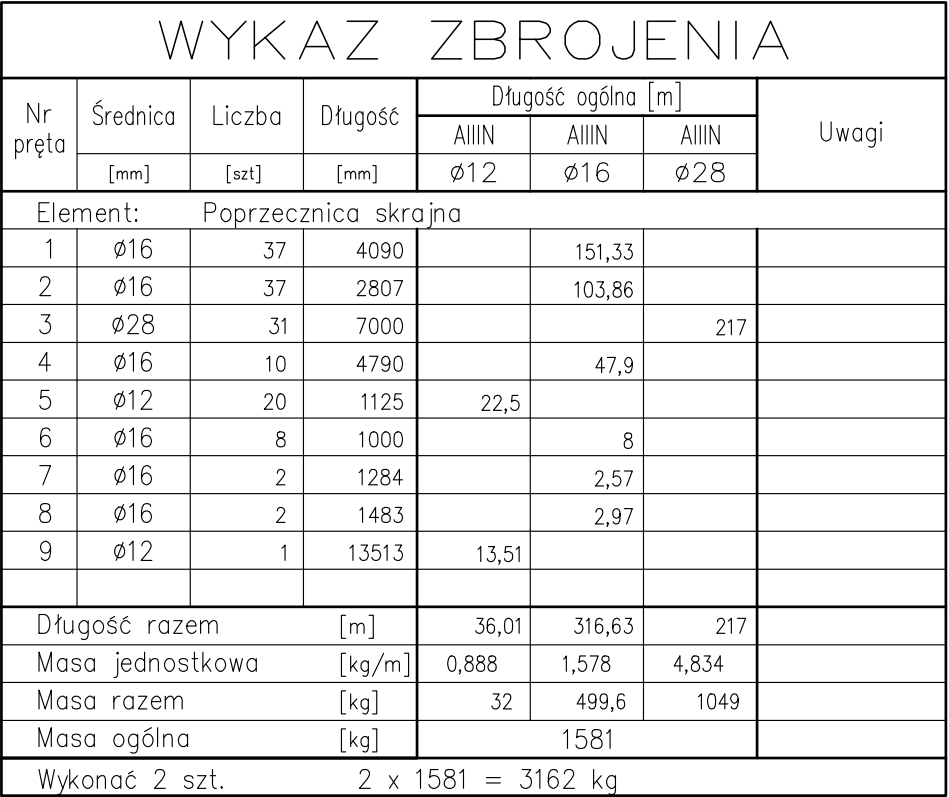 WYKAZ ZBROJENIA
Nr pręta Średnica Liczba Długość Długość ogólna [m] Uwagi
AIIIN AIIIN AIIIN
[mm] [szt] [mm] ø12 ø16 ø28
Element: Poprzecznica skrajna
1 ø16 37 4090 151,33
2 ø16 37 2807 103,86
3 ø28 31 7000 217
4 ø16 10 4790 47,9
5 ø12 20 1125 22,5
6 ø16 8 1000 8
7 ø16 2 1284 2,57
8 ø16 2 1483 2,97
9 ø12 1 13513 13,51
Długość razem [m] 36,01 316,63 217
Masa jednostkowa [kg/m] 0,888 1,578 4,834
Masa razem [kg] 32 499,6 1049
Masa ogólna [kg] 1581
Wykonać 2 szt. 2 x 1581 = 3162 kg